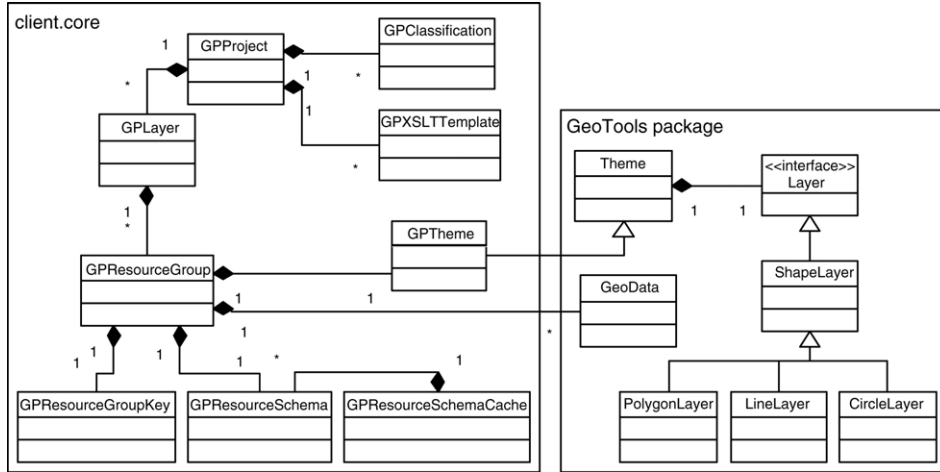 client.core
GPProject
GPClassification
1
1
*
*
GPXSLTTemplate
1
*
GPLayer
GeoTools package
Theme
<<interface>>
Layer
1
1
1
*
GPTheme
GPResourceGroup
ShapeLayer
GeoData
1
1
1
*
1
1
1
1
*
1
GPResourceGroupKey
GPResourceSchema
GPResourceSchemaCache
PolygonLayer
LineLayer
CircleLayer